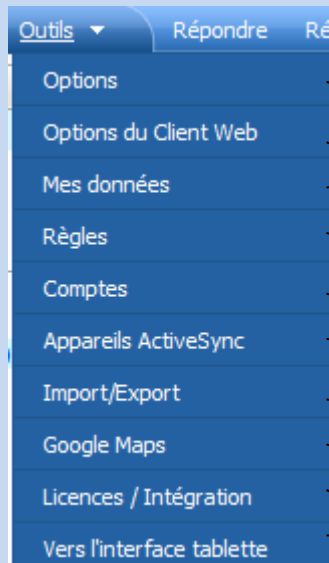 Outils Répondre Ré
Options
Options du Client Web
Mes données
Règles
Comptes
Appareils ActiveSync
Import/Export
Google Maps
Licences / Intégration
Vers l'interface tablette